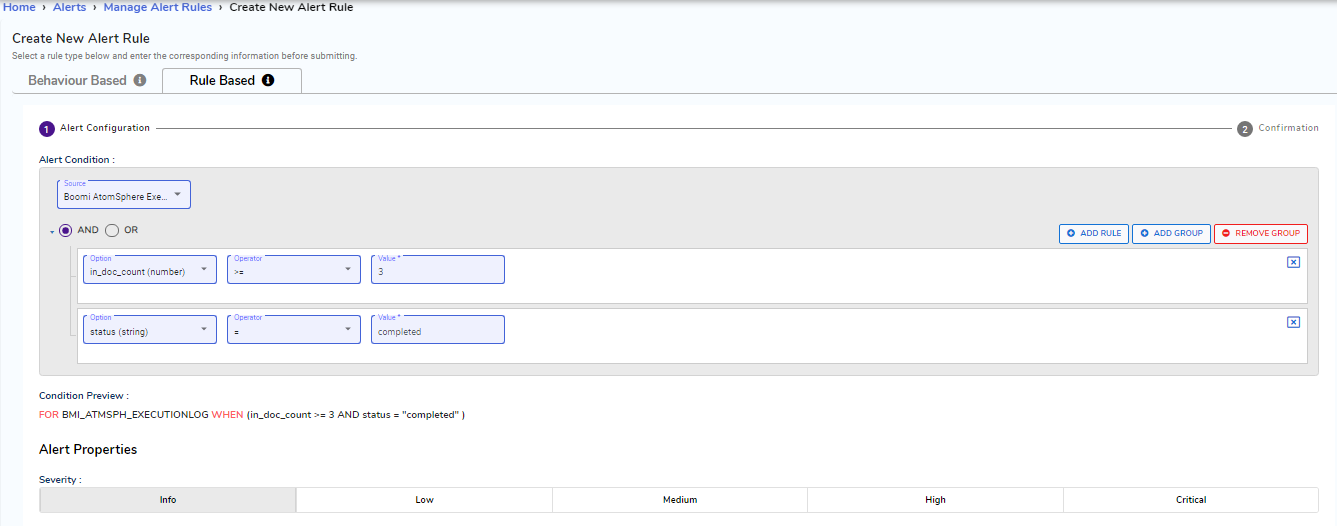 Home › Alerts › Manage Alert Rules › Create New Alert Rule
Create New Alert Rule
Select a rule type below and enter the corresponding information before submitting.
Behaviour Based i Rule Based i
1 Alert Configuration 2 Confirmation
Alert Condition :
Source
Boomi AtomSphere Exe...
AND OR ADD RULE ADD GROUP REMOVE GROUP
Option Operator Value *
in_doc_count (number) >= 3
Option Operator Value *
status (string) = completed
Condition Preview :
FOR BMI_ATMSPH_EXECUTIONLOG WHEN (in_doc_count >= 3 AND status = "completed" )
Alert Properties
Severity :
Info Low Medium High Critical